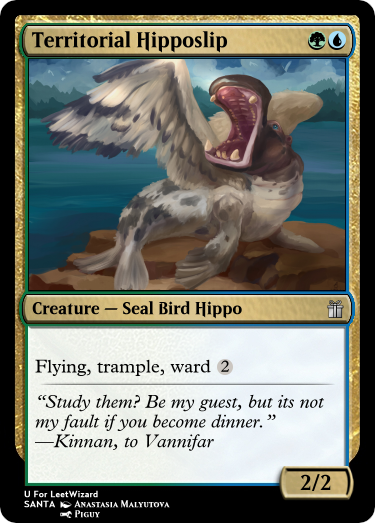 Territorial Hipposlip
Creature — Seal Bird Hippo
Flying, trample, ward 2
“Study them? Be my guest, but its not
my fault if you become dinner.”
—Kinnan, to Vannifar
2/2
U For LeetWizard
SANTA Anastasia Malyutova
Piguy